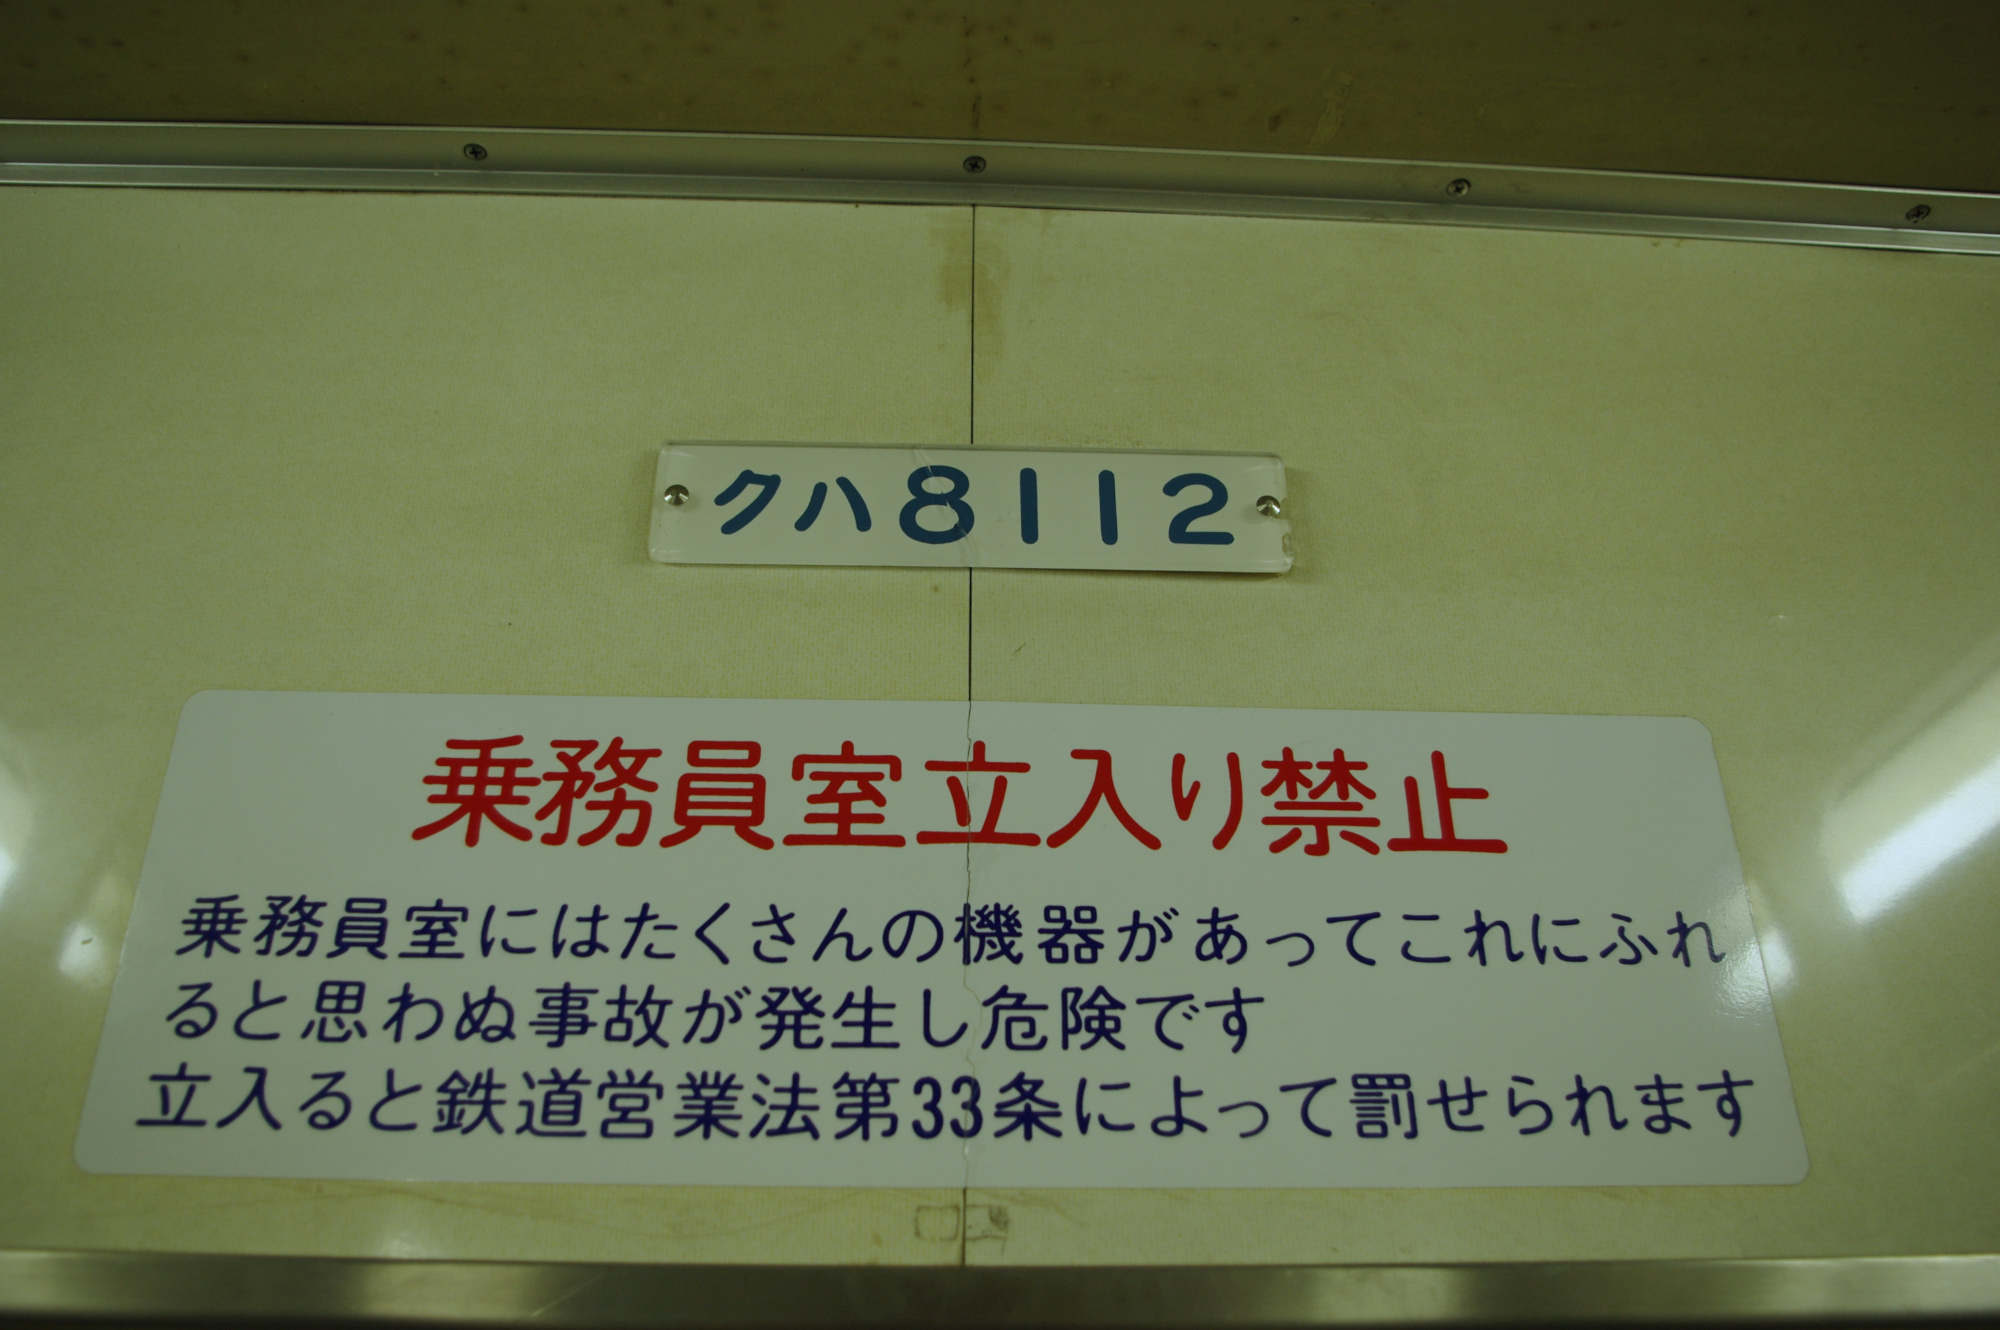 クハ8112
乗務員室立入り禁止
乗務員室にはたくさんの機器があってこれにふれ
ると思わぬ事故が発生し危険です
立入ると鉄道営業法第33条によって罰せられます